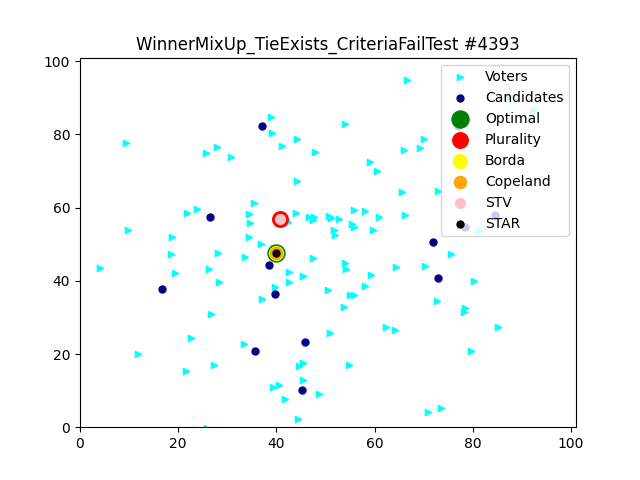 WinnerMixUp_TieExists_CriteriaFailTest #4393
100
80
60
40
20
0
0 20 40 60 80 100
Voters
Candidates
Optimal
Plurality
Borda
Copeland
STV
STAR